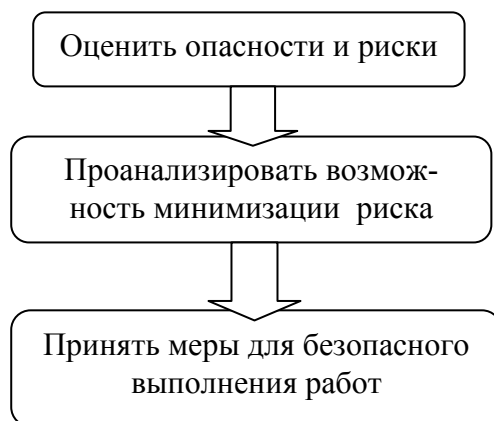 Оценить опасности и риски
Проанализировать возмож-
ность минимизации риска
Принять меры для безопасного
выполнения работ